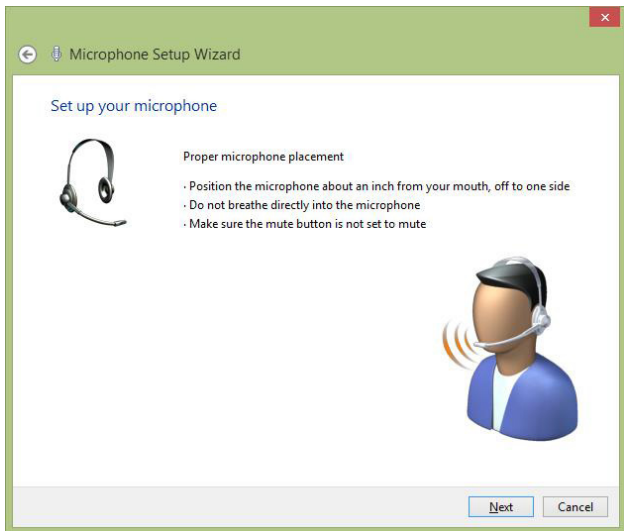 Microphone Setup Wizard
Set up your microphone
Proper microphone placement
· Position the microphone about an inch from your mouth, off to one side
· Do not breathe directly into the microphone
· Make sure the mute button is not set to mute
Next Cancel